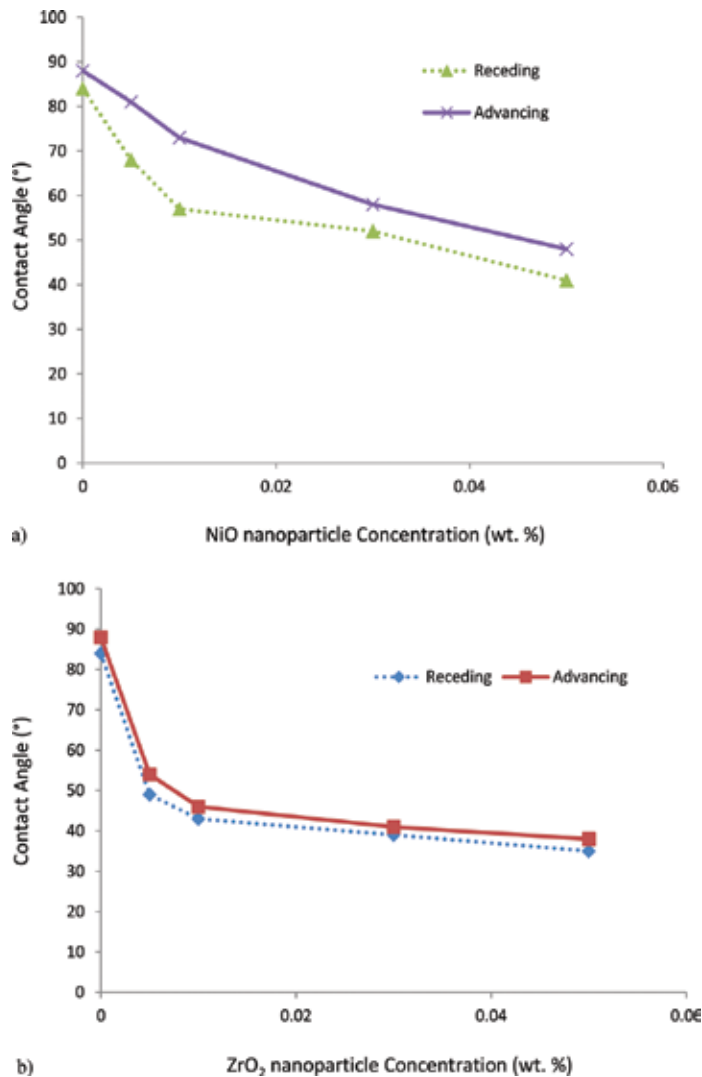 100
90
80
70
60
50
40
30
20
10
0
Contact Angle (°)
Receding
Advancing
0 0.02 0.04 0.06
a) NiO nanoparticle Concentration (wt. %)
100
90
80
70
60
50
40
30
20
10
0
Contact Angle (°)
Receding Advancing
0 0.02 0.04 0.06
b) ZrO₂ nanoparticle Concentration (wt. %)